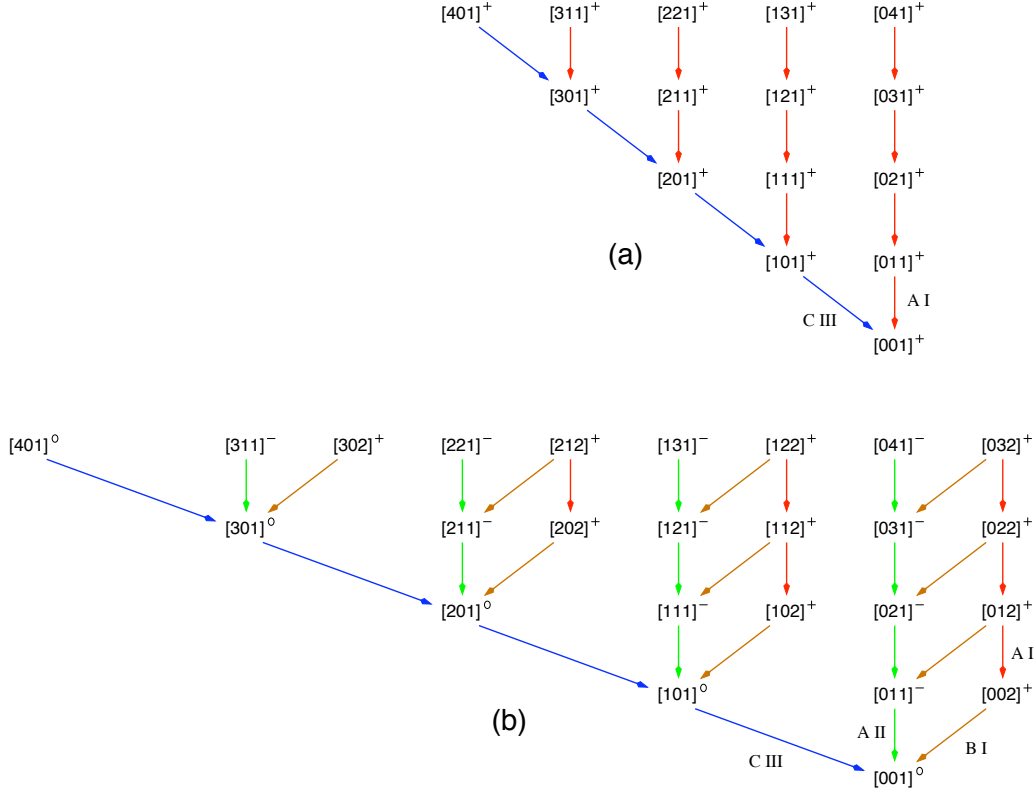 [401]⁺ [311]⁺ [221]⁺ [131]⁺ [041]⁺
[301]⁺ [211]⁺ [121]⁺ [031]⁺
[201]⁺ [111]⁺ [021]⁺
(a) [101]⁺ [011]⁺
C III A I
[001]⁺
[401]° [311]⁻ [302]⁺ [221]⁻ [212]⁺ [131]⁻ [122]⁺ [041]⁻ [032]⁺
[301]° [211]⁻ [202]⁺ [121]⁻ [112]⁺ [031]⁻ [022]⁺
[201]° [111]⁻ [102]⁺ [021]⁻ [012]⁺
A I
[101]° [011]⁻ [002]⁺
(b)
C III A II B I
[001]°